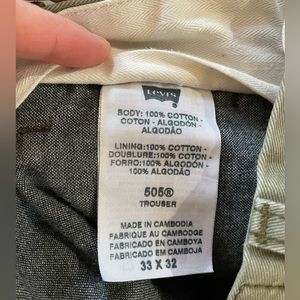 LEVI'S
BODY: 100% COTTON
COTON - ALGODÓN -
ALGODÃO
LINING:100% COTTON -
DOUBLURE:100% COTON -
FORRO:100% ALGODÓN -
100% ALGODÃO
505®
TROUSER
MADE IN CAMBODIA
FABRIQUE AU CAMBODGE
FABRICADO EN CAMBOYA
FABRICADO EM CAMBOJA
33 X 32